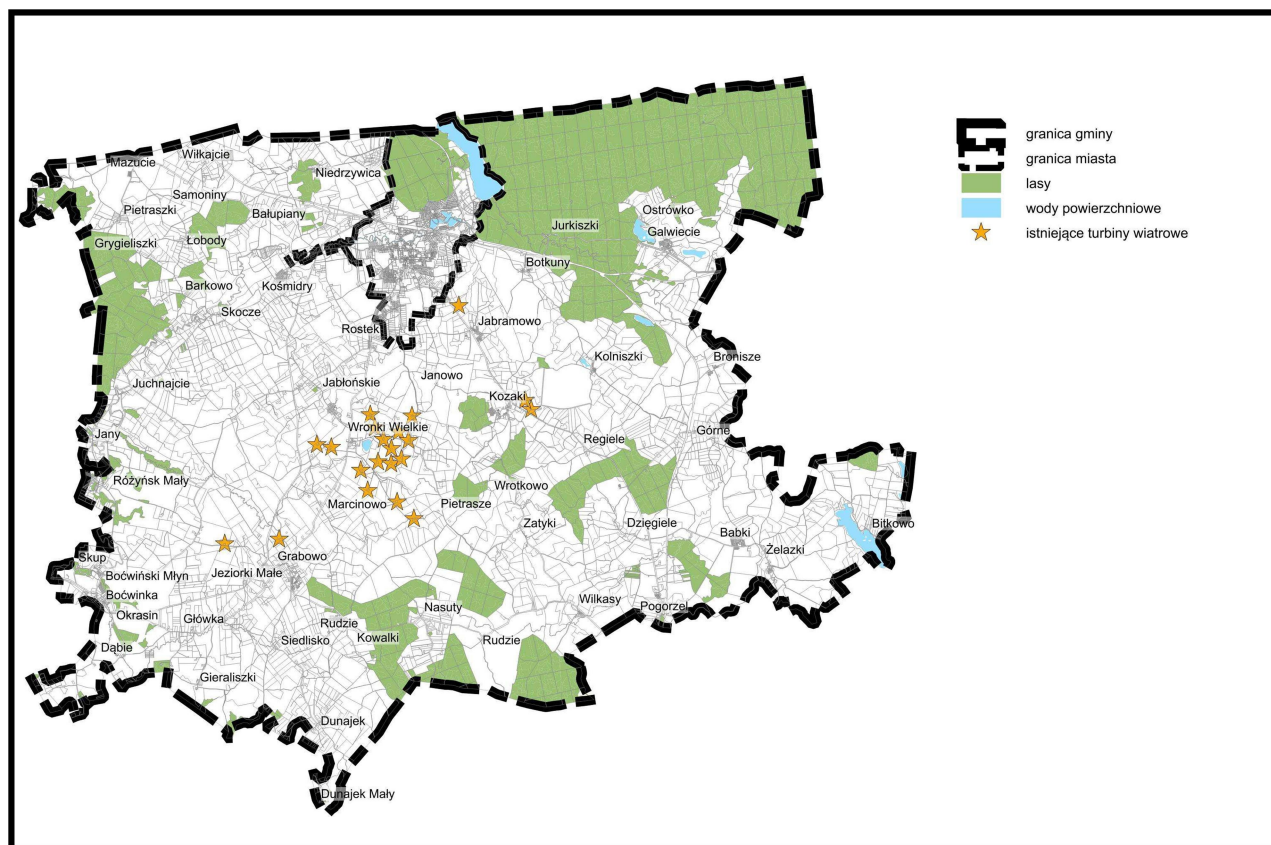 granica gminy
granica miasta
lasy
wody powierzchniowe
istniejące turbiny wiatrowe
Mazucie
Wiłkajcie
Niedrzywica
Samoniny
Pietraszki
Bałupiany
Ostrówko
Jurkiszki
Galwiecie
Grygieliszki
Łobody
Botkuny
Barkowo
Kośmidry
Skocze
Rostek
Jabramowo
Kolniszki
Bronisze
Juchnajcie
Jabłońskie
Janowo
Kozaki
Jany
Wronki Wielkie
Regiele
Górne
Różyńsk Mały
Marcinowo
Pietrasze
Wrotkowo
Zatyki
Dzięgiele
Babki
Bitkowo
Żelazki
Skup
Grabowo
Boćwiński Młyn
Jeziorki Małe
Boćwinka
Okrasin
Główka
Rudzie
Nasuty
Wilkasy
Pogorzel
Siedlisko
Kowalki
Rudzie
Dąbie
Gieraliszki
Dunajek
Dunajek Mały